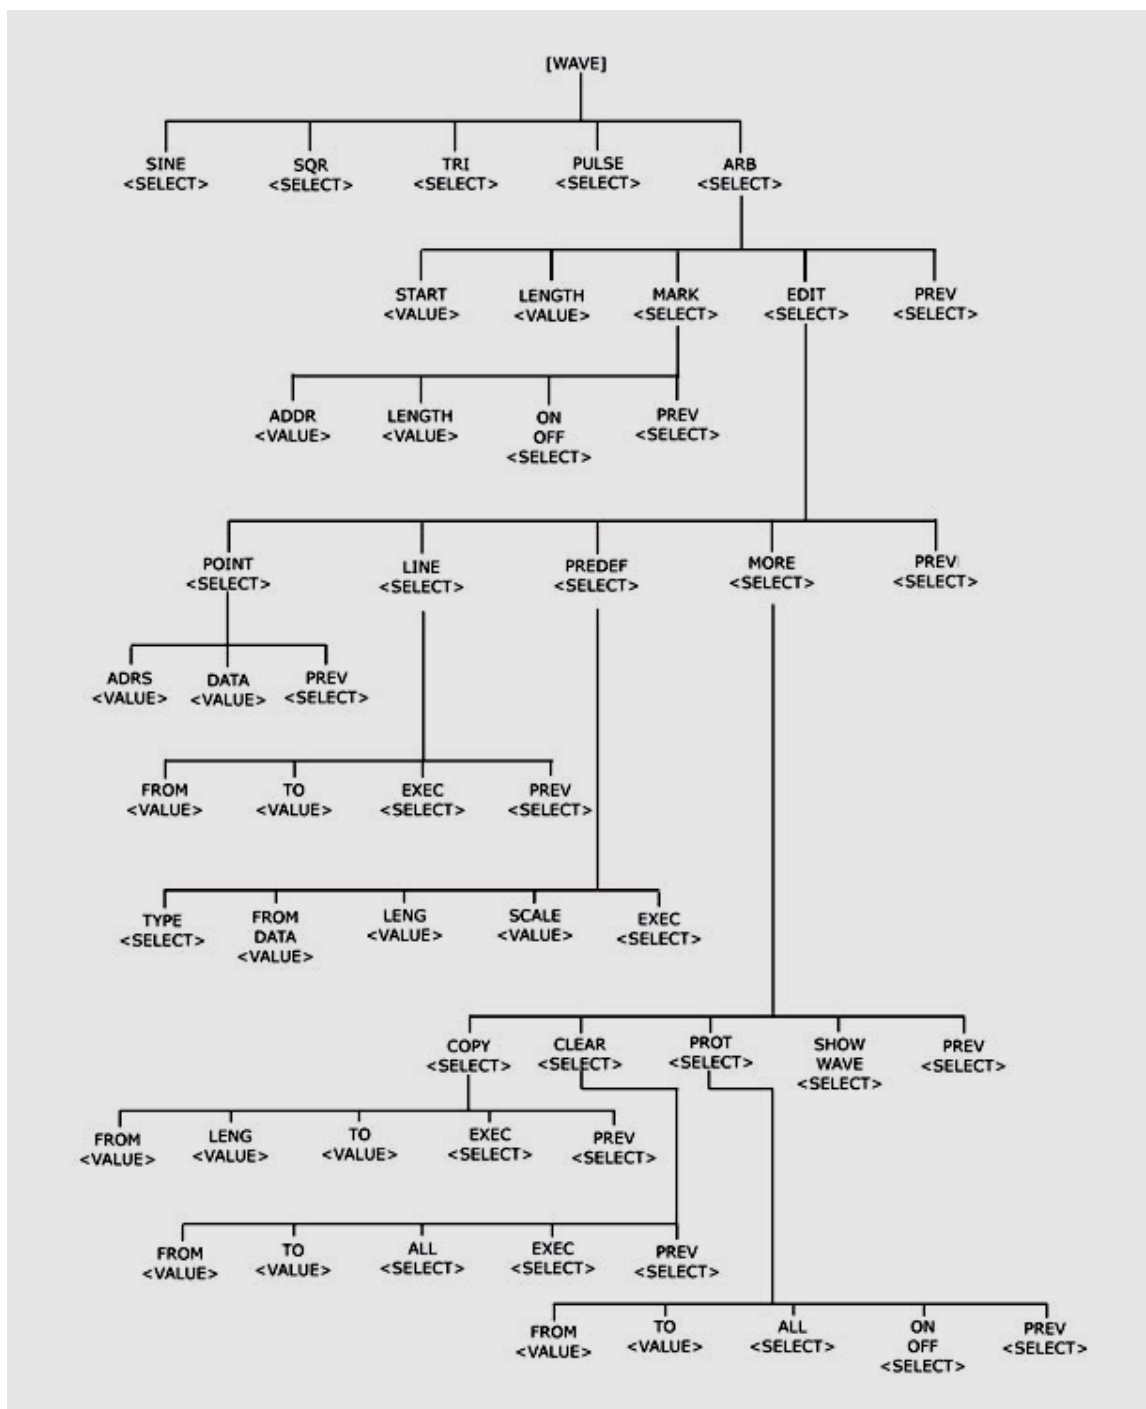 [WAVE]
SINE
<SELECT>
SQR
<SELECT>
TRI
<SELECT>
PULSE
<SELECT>
ARB
<SELECT>
START
<VALUE>
LENGTH
<VALUE>
MARK
<SELECT>
EDIT
<SELECT>
PREV
<SELECT>
ADDR
<VALUE>
LENGTH
<VALUE>
ON
OFF
<SELECT>
PREV
<SELECT>
POINT
<SELECT>
LINE
<SELECT>
PREDEF
<SELECT>
MORE
<SELECT>
PREV
<SELECT>
ADRS
<VALUE>
DATA
<VALUE>
PREV
<SELECT>
FROM
<VALUE>
TO
<VALUE>
EXEC
<SELECT>
PREV
<SELECT>
TYPE
<SELECT>
FROM
DATA
<VALUE>
LENG
<VALUE>
SCALE
<VALUE>
EXEC
<SELECT>
COPY
<SELECT>
CLEAR
<SELECT>
PROT
<SELECT>
SHOW
WAVE
<SELECT>
PREV
<SELECT>
FROM
<VALUE>
LENG
<VALUE>
TO
<VALUE>
EXEC
<SELECT>
PREV
<SELECT>
FROM
<VALUE>
TO
<VALUE>
ALL
<SELECT>
EXEC
<SELECT>
PREV
<SELECT>
FROM
<VALUE>
TO
<VALUE>
ALL
<SELECT>
ON
OFF
<SELECT>
PREV
<SELECT>